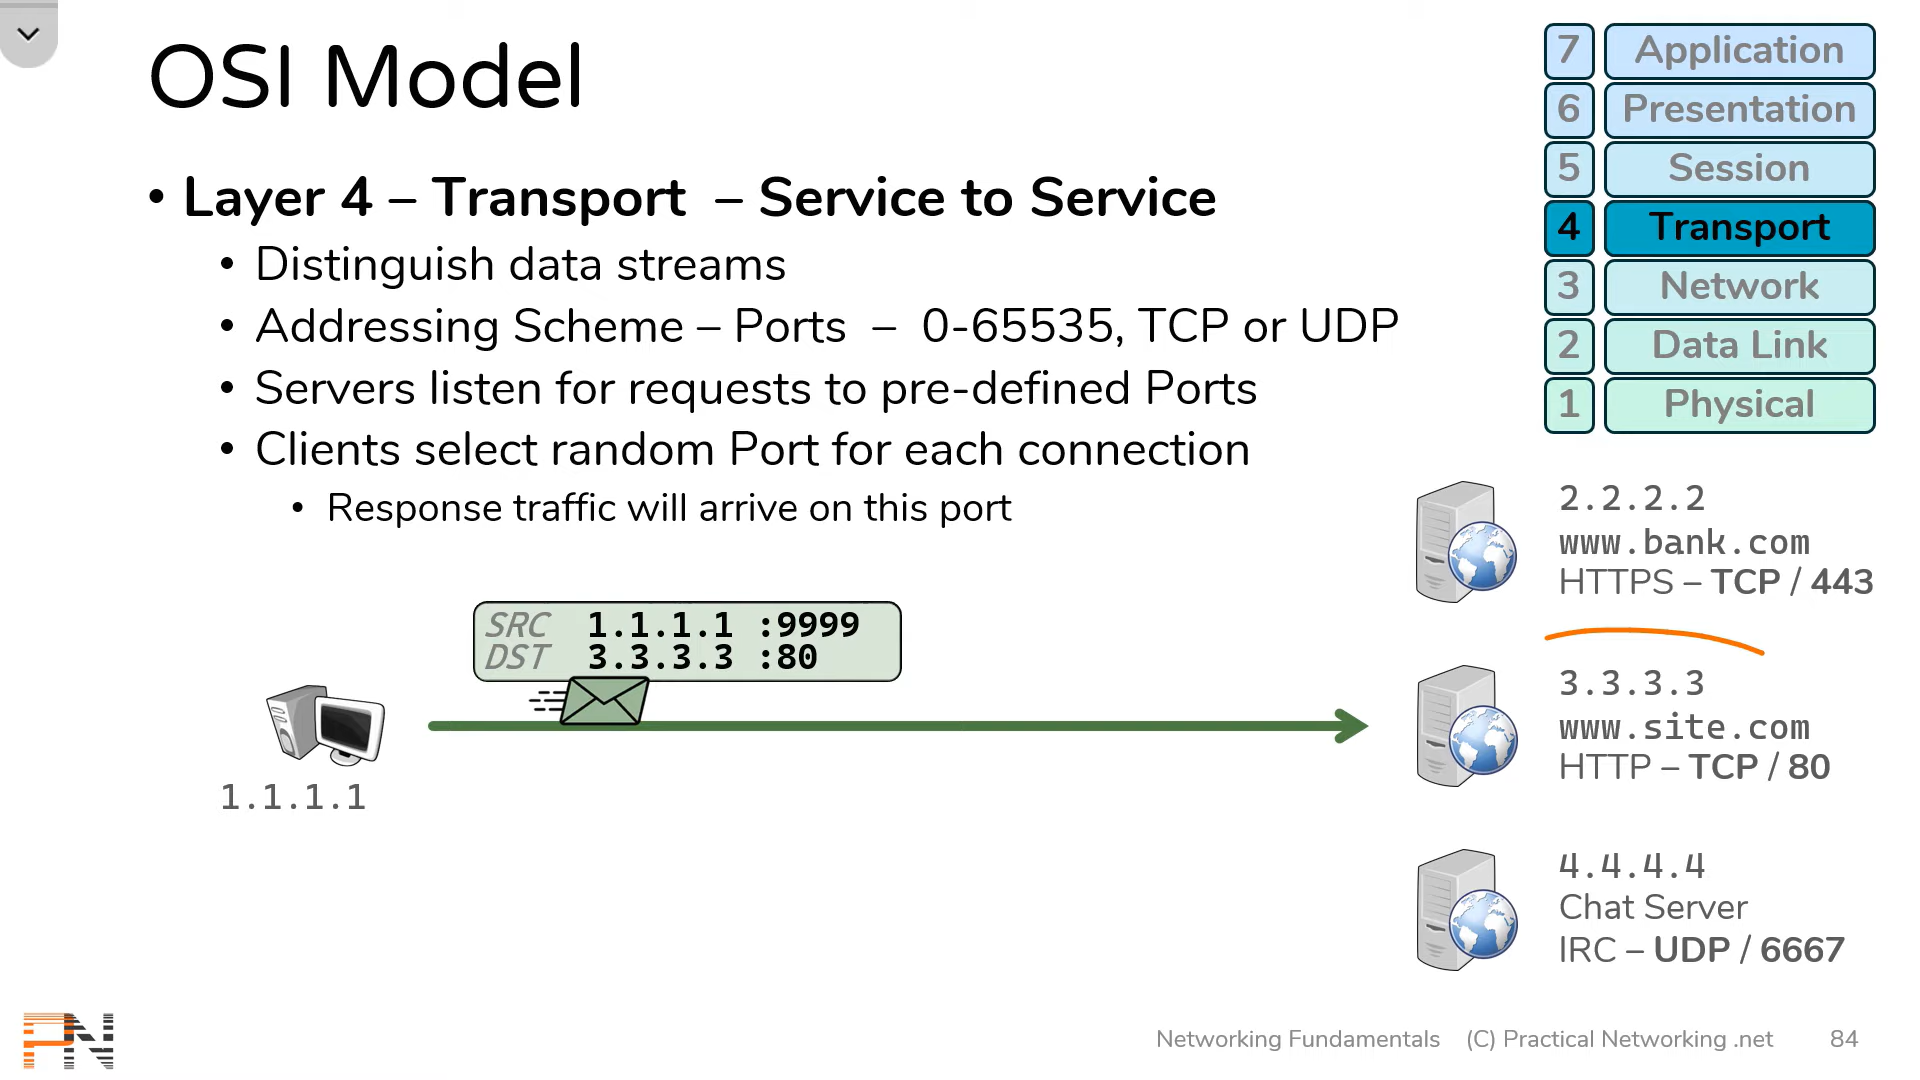 OSI Model
• Layer 4 – Transport – Service to Service
• Distinguish data streams
• Addressing Scheme – Ports – 0-65535, TCP or UDP
• Servers listen for requests to pre-defined Ports
• Clients select random Port for each connection
• Response traffic will arrive on this port
7 Application
6 Presentation
5 Session
4 Transport
3 Network
2 Data Link
1 Physical
SRC 1.1.1.1 :9999
DST 3.3.3.3 :80
1.1.1.1
2.2.2.2
www.bank.com
HTTPS – TCP / 443
3.3.3.3
www.site.com
HTTP – TCP / 80
4.4.4.4
Chat Server
IRC – UDP / 6667
PN
Networking Fundamentals (C) Practical Networking .net 84